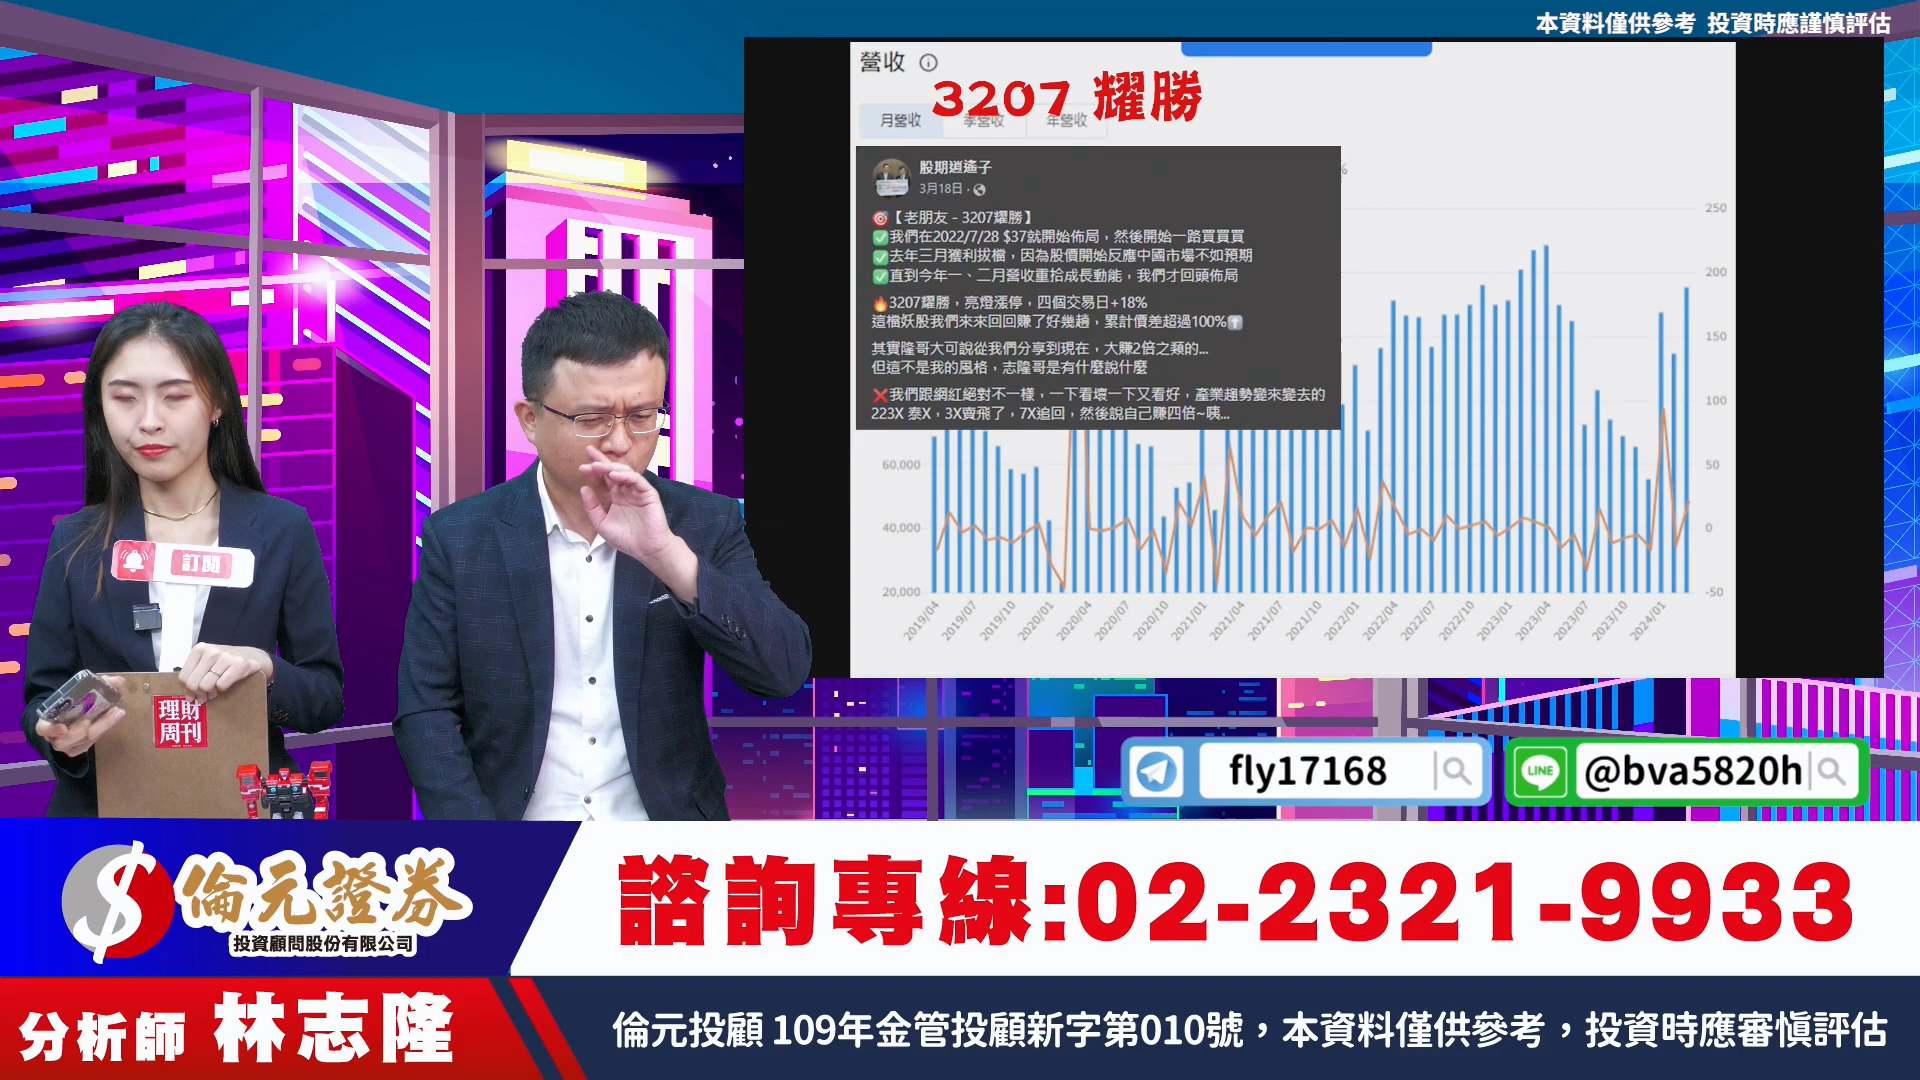 本資料僅供參考 投資時應謹慎評估
營收
3207 耀勝
月營收 季營收 年營收
股期逍遙子
3月18日
🎯【老朋友 - 3207耀勝】
✅我們在2022/7/28 $37就開始佈局，然後開始一路買買買
✅去年三月獲利拔檔，因為股價開始反應中國市場不如預期
✅直到今年一、二月營收重拾成長動能，我們才回頭佈局
🔥3207耀勝，亮燈漲停，四個交易日+18%
這檔妖股我們來來回回賺了好幾趟，累計價差超過100%⬆️
其實隆哥大可說從我們分享到現在，大賺2倍之類的...
但這不是我的風格，志隆哥是有什麼說什麼
❌我們跟網紅絕對不一樣，一下看壞一下又看好，產業趨勢變來變去的
223X 泰X，3X賣飛了，7X追回，然後說自己賺四倍~咦...
%
250
200
150
100
60,000 50
40,000 0
20,000 -50
2019/04 2019/07 2019/10 2020/01 2020/04 2020/07 2020/10 2021/01 2021/04 2021/07 2021/10 2022/01 2022/04 2022/07 2022/10 2023/01 2023/04 2023/07 2023/10 2024/01
訂閱
理財
周刊
fly17168
LINE @bva5820h
倫元證券
投資顧問股份有限公司
諮詢專線:02-2321-9933
分析師 林志隆
倫元投顧 109年金管投顧新字第010號，本資料僅供參考，投資時應審慎評估